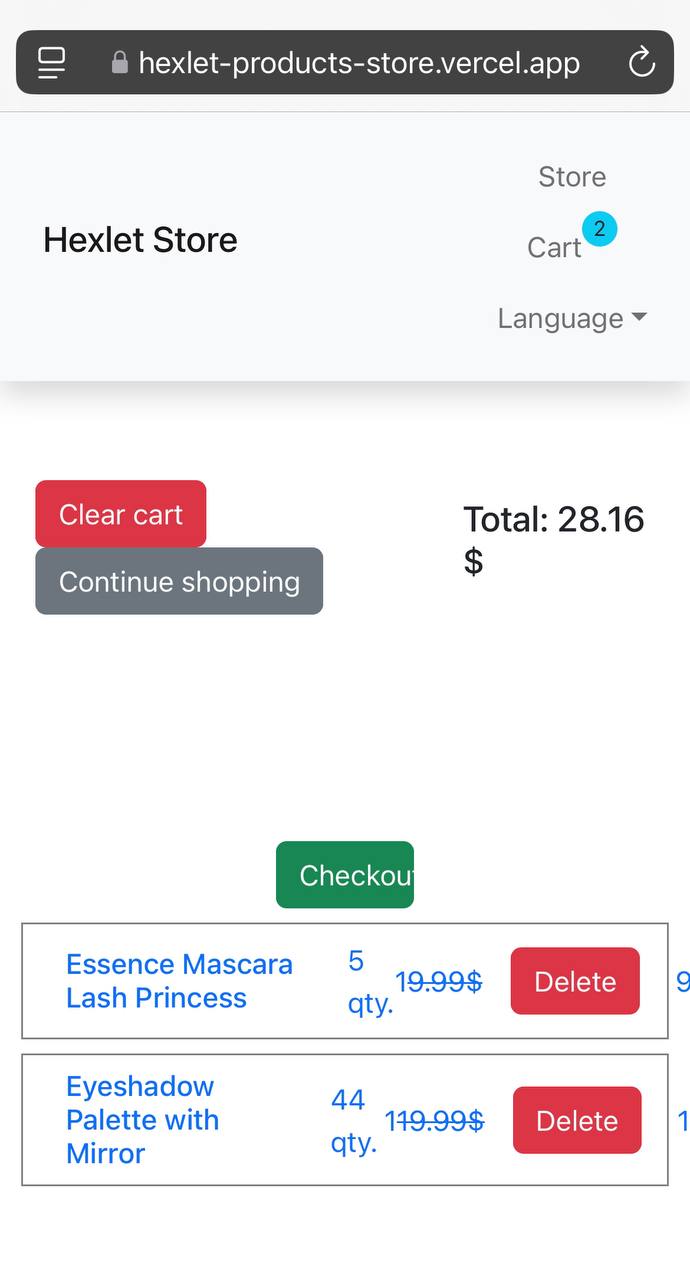 hexlet-products-store.vercel.app
Store
Hexlet Store
Cart
2
Language
Clear cart
Total: 28.16
$
Continue shopping
Checkou
Essence Mascara
Lash Princess
5
qty.
19.99$
Delete
9
Eyeshadow
Palette with
Mirror
44
qty.
119.99$
Delete
1